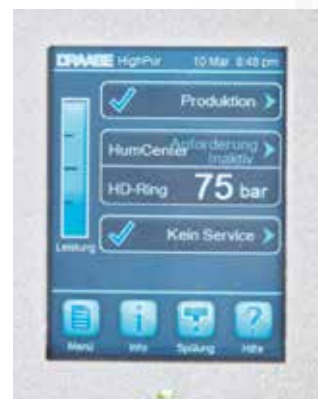 DRAABE HighPur 10 Mar 8:48 pm
Produktion
Anforderung
HumCenter
Inaktiv
HD-Ring 75 bar
Leistung
Kein Service
Menü Info Spülung Hilfe